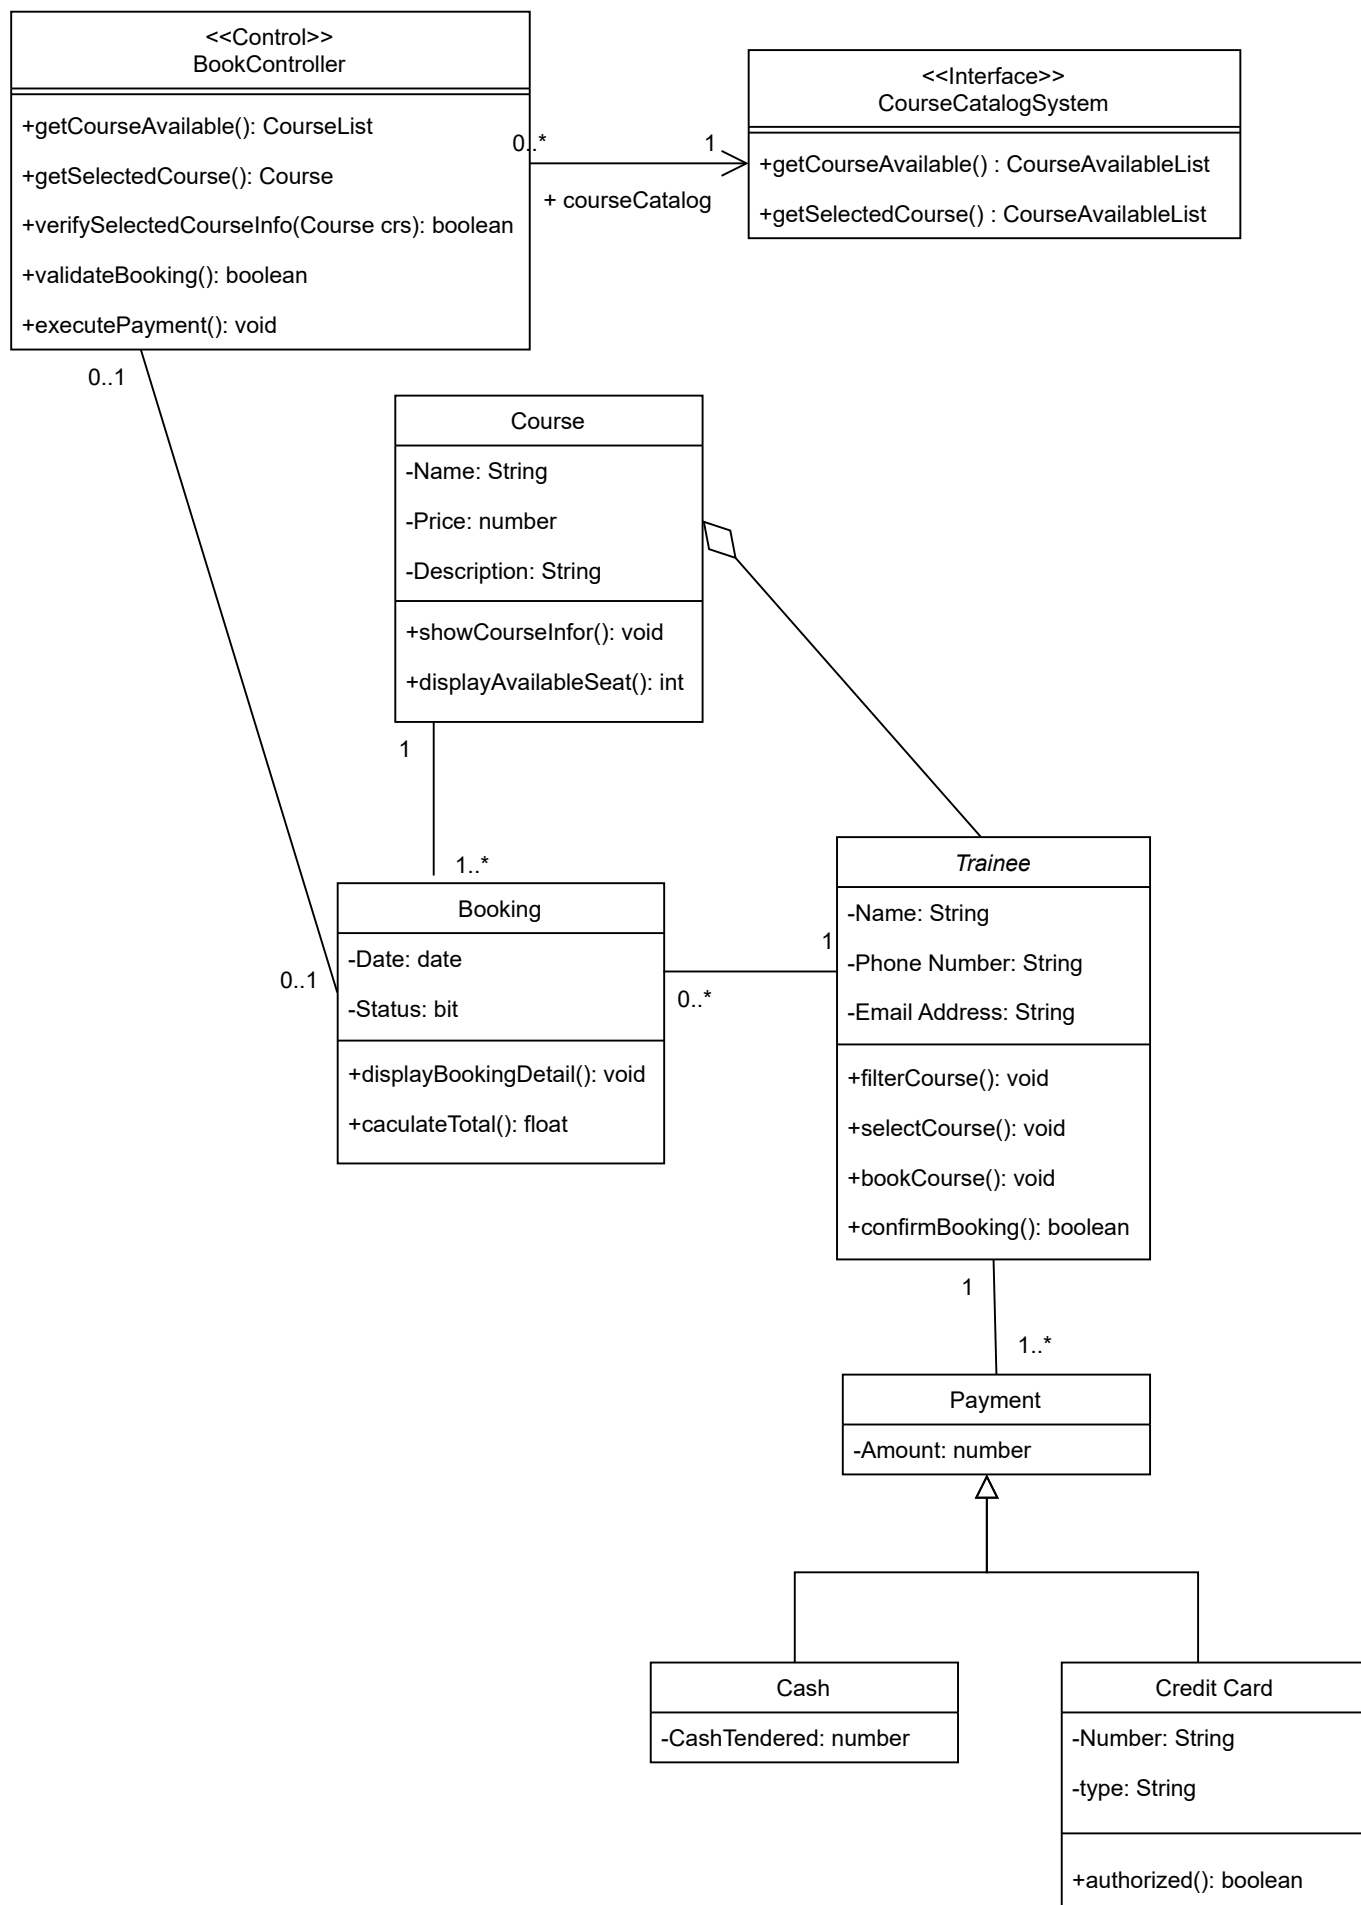 <<Control>>
BookController
+getCourseAvailable(): CourseList
+getSelectedCourse(): Course
+verifySelectedCourseInfo(Course crs): boolean
+validateBooking(): boolean
+executePayment(): void
0..*
1
+ courseCatalog
<<Interface>>
CourseCatalogSystem
+getCourseAvailable() : CourseAvailableList
+getSelectedCourse() : CourseAvailableList
0..1
0..1
Course
-Name: String
-Price: number
-Description: String
+showCourseInfor(): void
+displayAvailableSeat(): int
1
1..*
Booking
-Date: date
-Status: bit
+displayBookingDetail(): void
+caculateTotal(): float
0..*
1
Trainee
-Name: String
-Phone Number: String
-Email Address: String
+filterCourse(): void
+selectCourse(): void
+bookCourse(): void
+confirmBooking(): boolean
1
1..*
Payment
-Amount: number
Cash
-CashTendered: number
Credit Card
-Number: String
-type: String
+authorized(): boolean